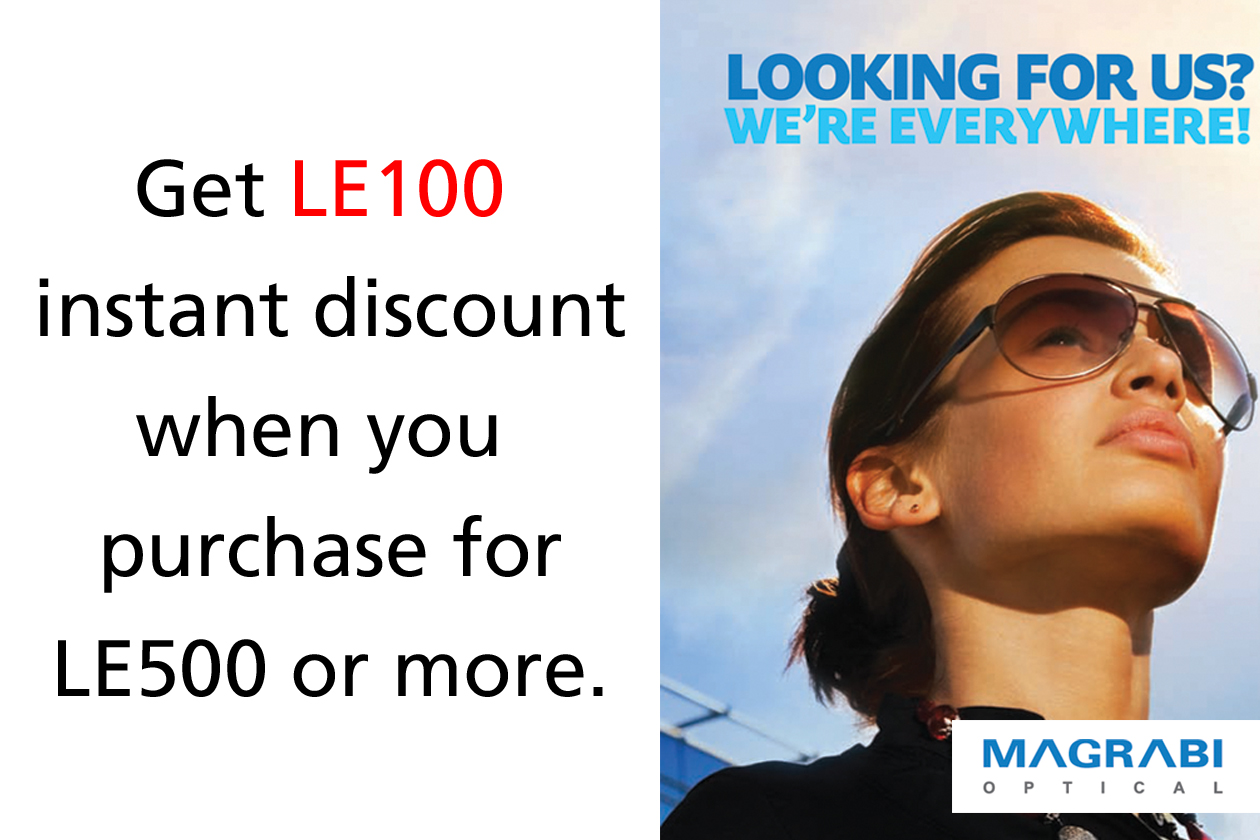 Get LE100
instant discount
when you
purchase for
LE500 or more.
LOOKING FOR US?
WE'RE EVERYWHERE!
MAGRABI
OPTICAL